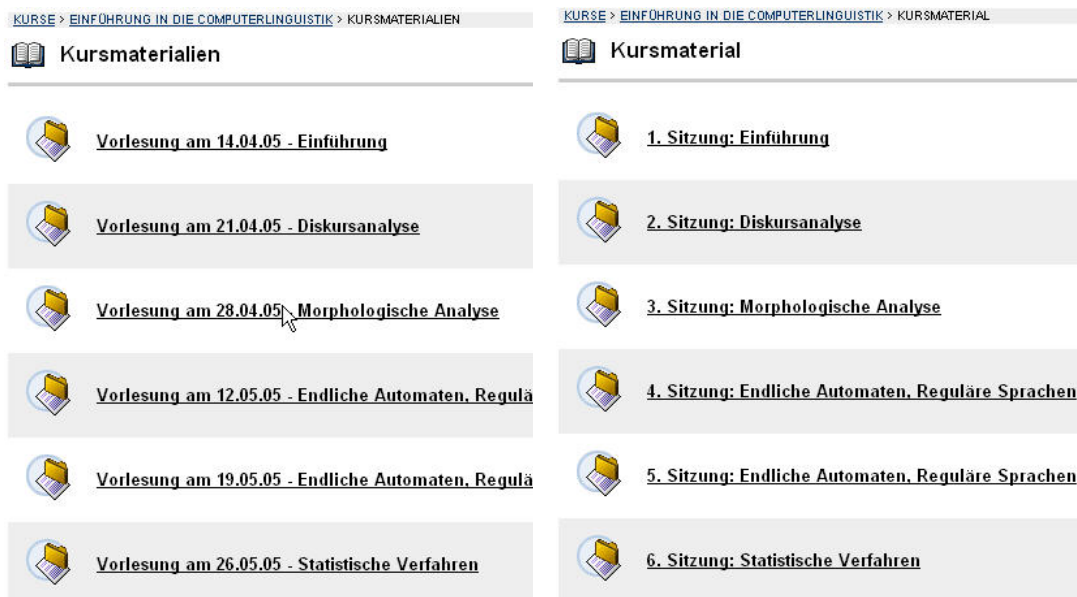 KURSE > EINFÜHRUNG IN DIE COMPUTERLINGUISTIK > KURSMATERIALIEN
Kursmaterialien
Vorlesung am 14.04.05 - Einführung
Vorlesung am 21.04.05 - Diskursanalyse
Vorlesung am 28.04.05 - Morphologische Analyse
Vorlesung am 12.05.05 - Endliche Automaten, Regulä
Vorlesung am 19.05.05 - Endliche Automaten, Regulä
Vorlesung am 26.05.05 - Statistische Verfahren
KURSE > EINFÜHRUNG IN DIE COMPUTERLINGUISTIK > KURSMATERIAL
Kursmaterial
1. Sitzung: Einführung
2. Sitzung: Diskursanalyse
3. Sitzung: Morphologische Analyse
4. Sitzung: Endliche Automaten, Reguläre Sprachen
5. Sitzung: Endliche Automaten, Reguläre Sprachen
6. Sitzung: Statistische Verfahren